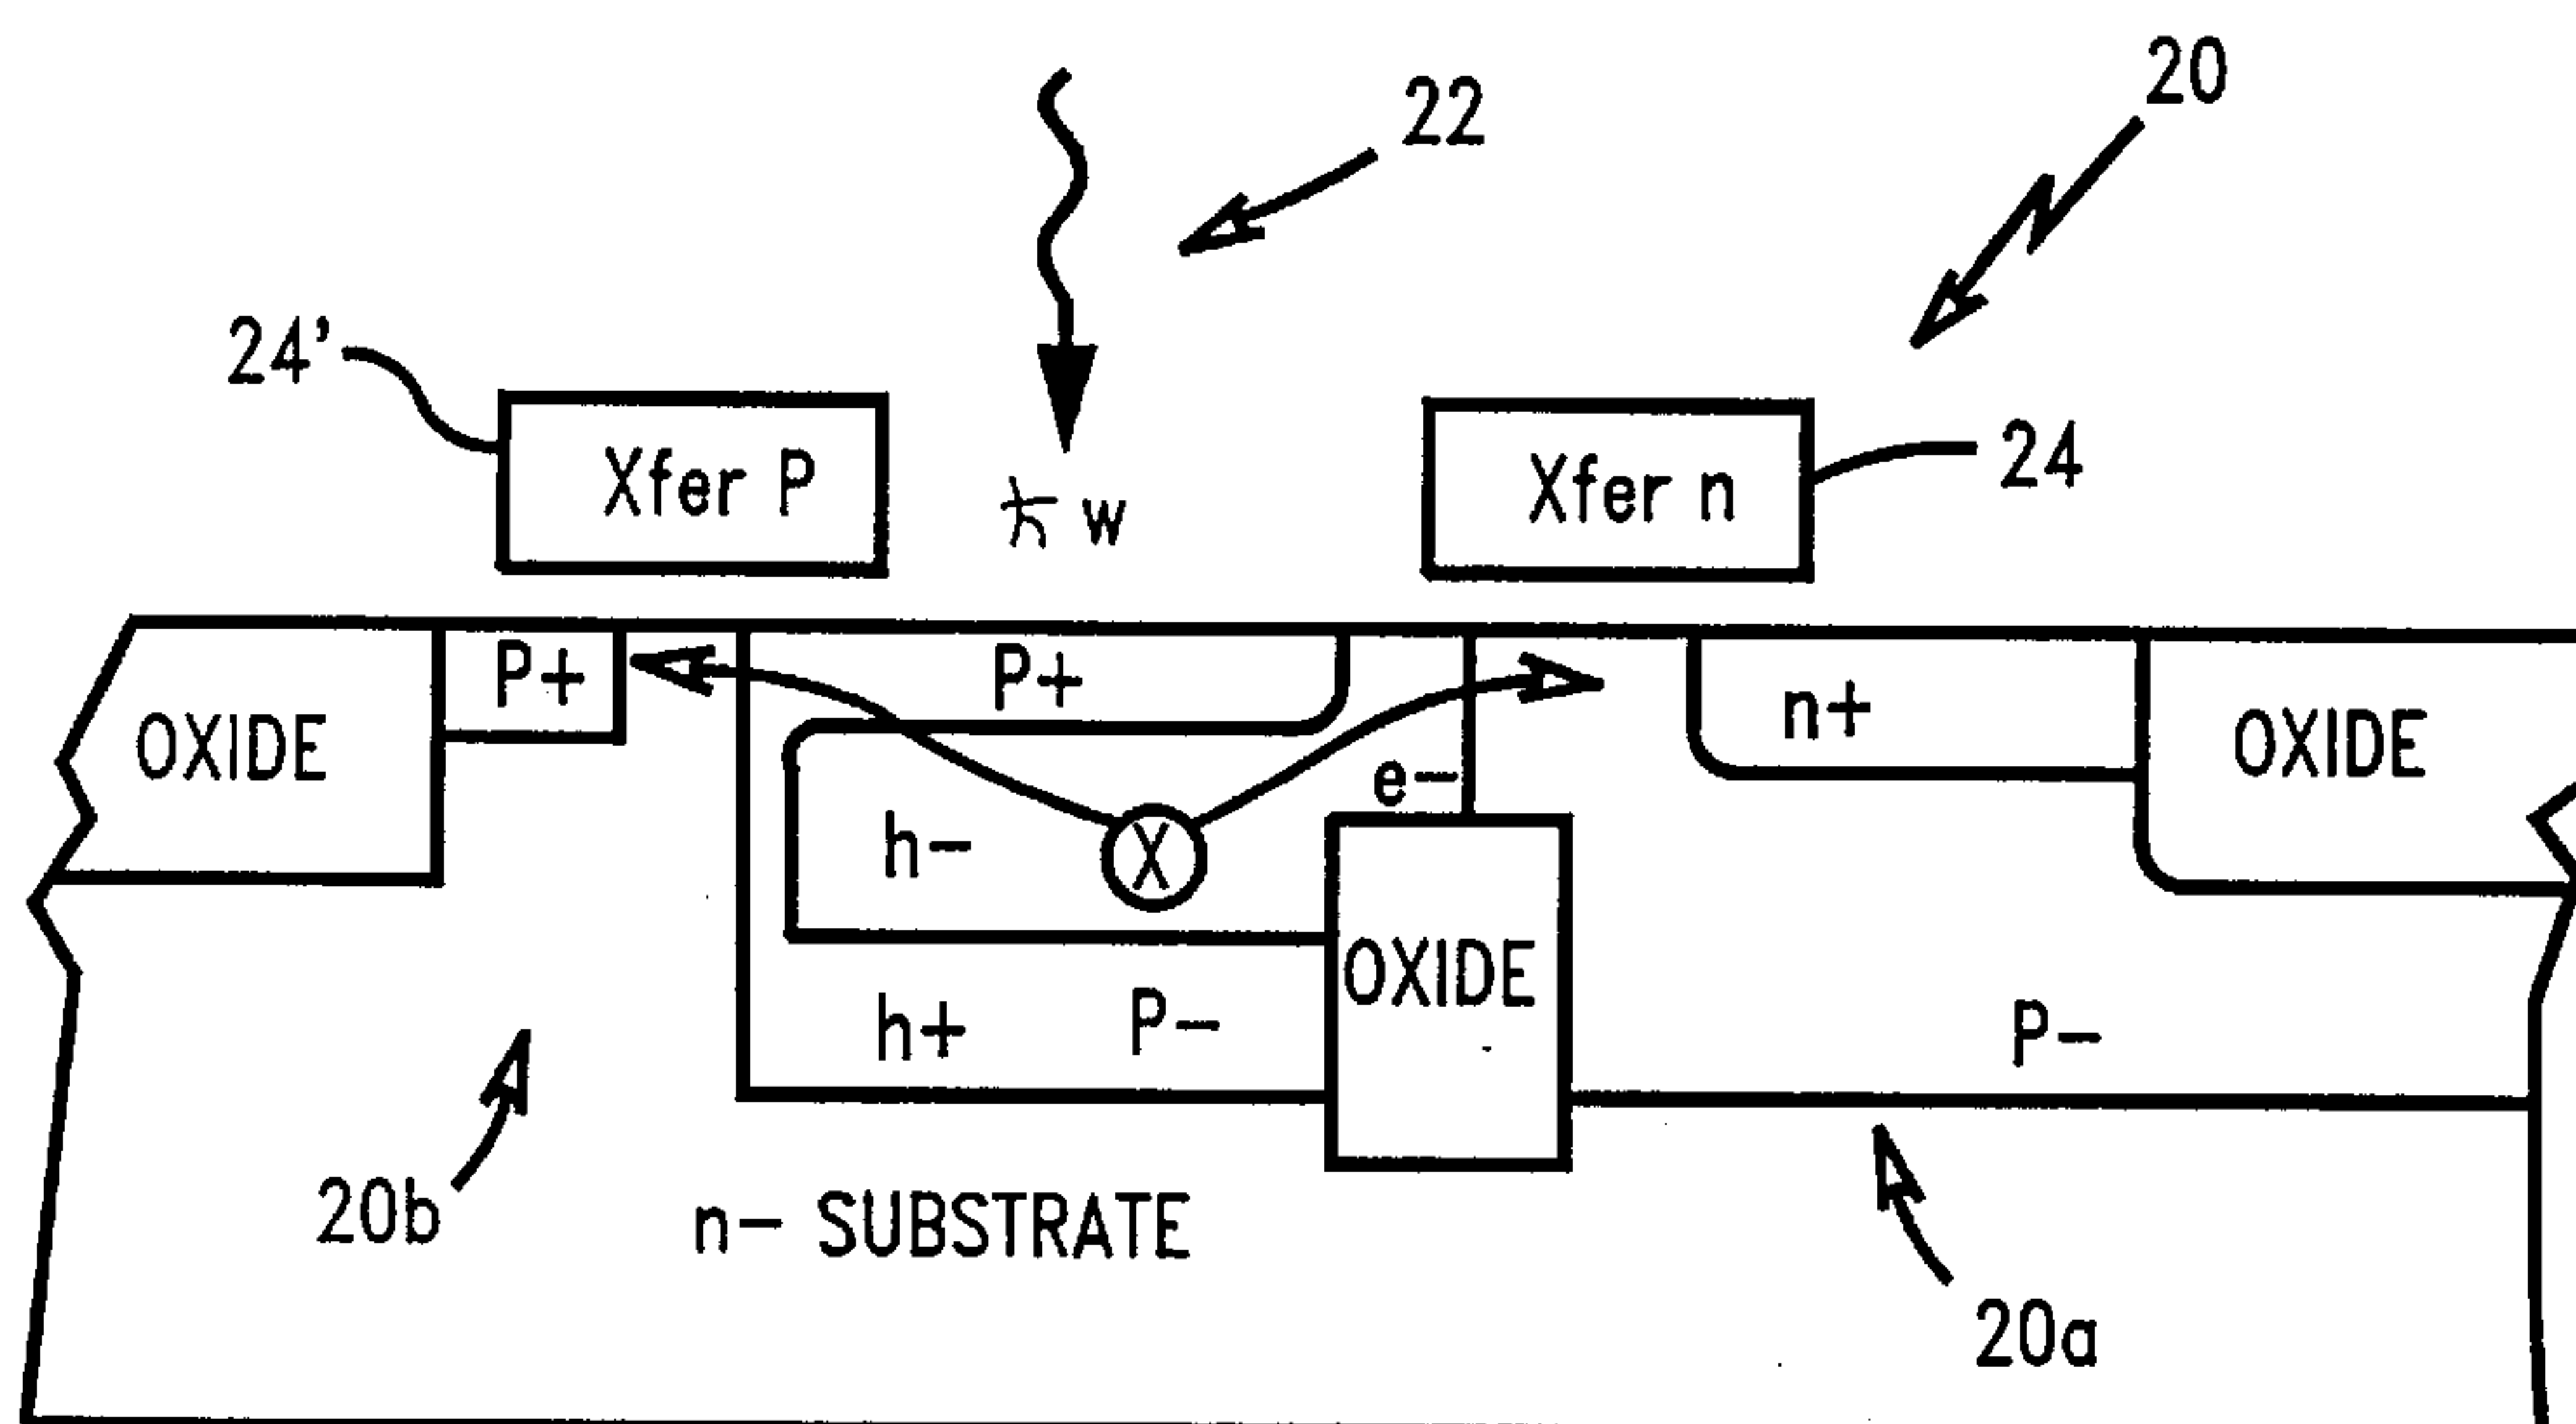 20
22
24'
Xfer P
w
Xfer n
24
OXIDE
P+
P+
n+
OXIDE
e-
h-
X
OXIDE
h+
P-
P-
20b
n- SUBSTRATE
20a